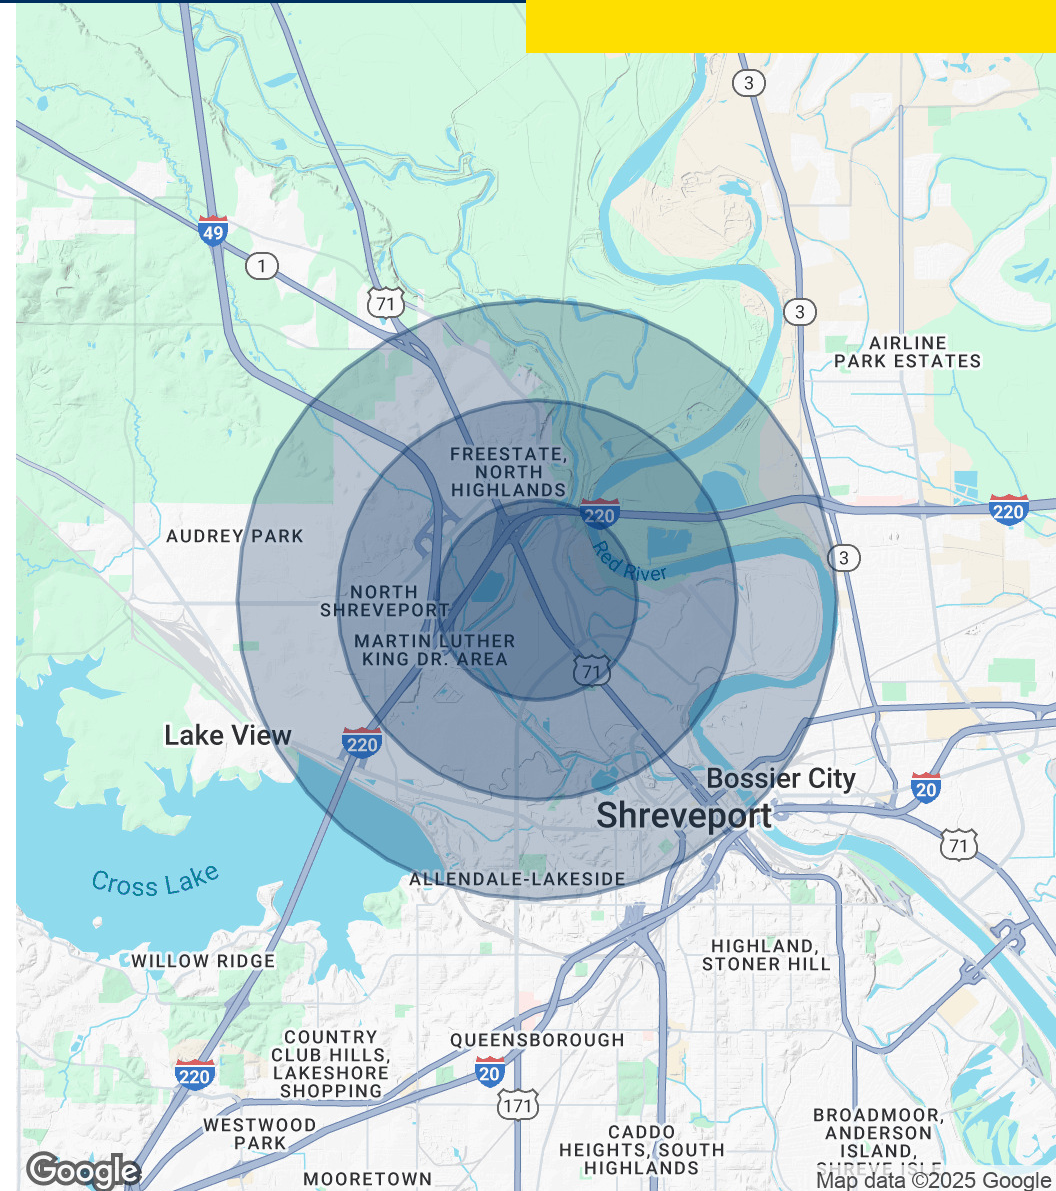 3
49
1
71
3
AIRLINE
PARK ESTATES
FREESTATE,
NORTH
HIGHLANDS
220
220
AUDREY PARK
Red River
3
NORTH
SHREVEPORT
MARTIN LUTHER
KING DR. AREA
71
Lake View
220
Bossier City
20
Shreveport
71
Cross Lake
ALLENDALE-LAKESIDE
WILLOW RIDGE
HIGHLAND,
STONER HILL
COUNTRY
CLUB HILLS,
LAKESHORE
SHOPPING
QUEENSBOROUGH
220
20
171
WESTWOOD
PARK
CADDO
HEIGHTS, SOUTH
HIGHLANDS
BROADMOOR,
ANDERSON
ISLAND,
SHREVE ISLE
Google
MOORETOWN
Map data ©2025 Google